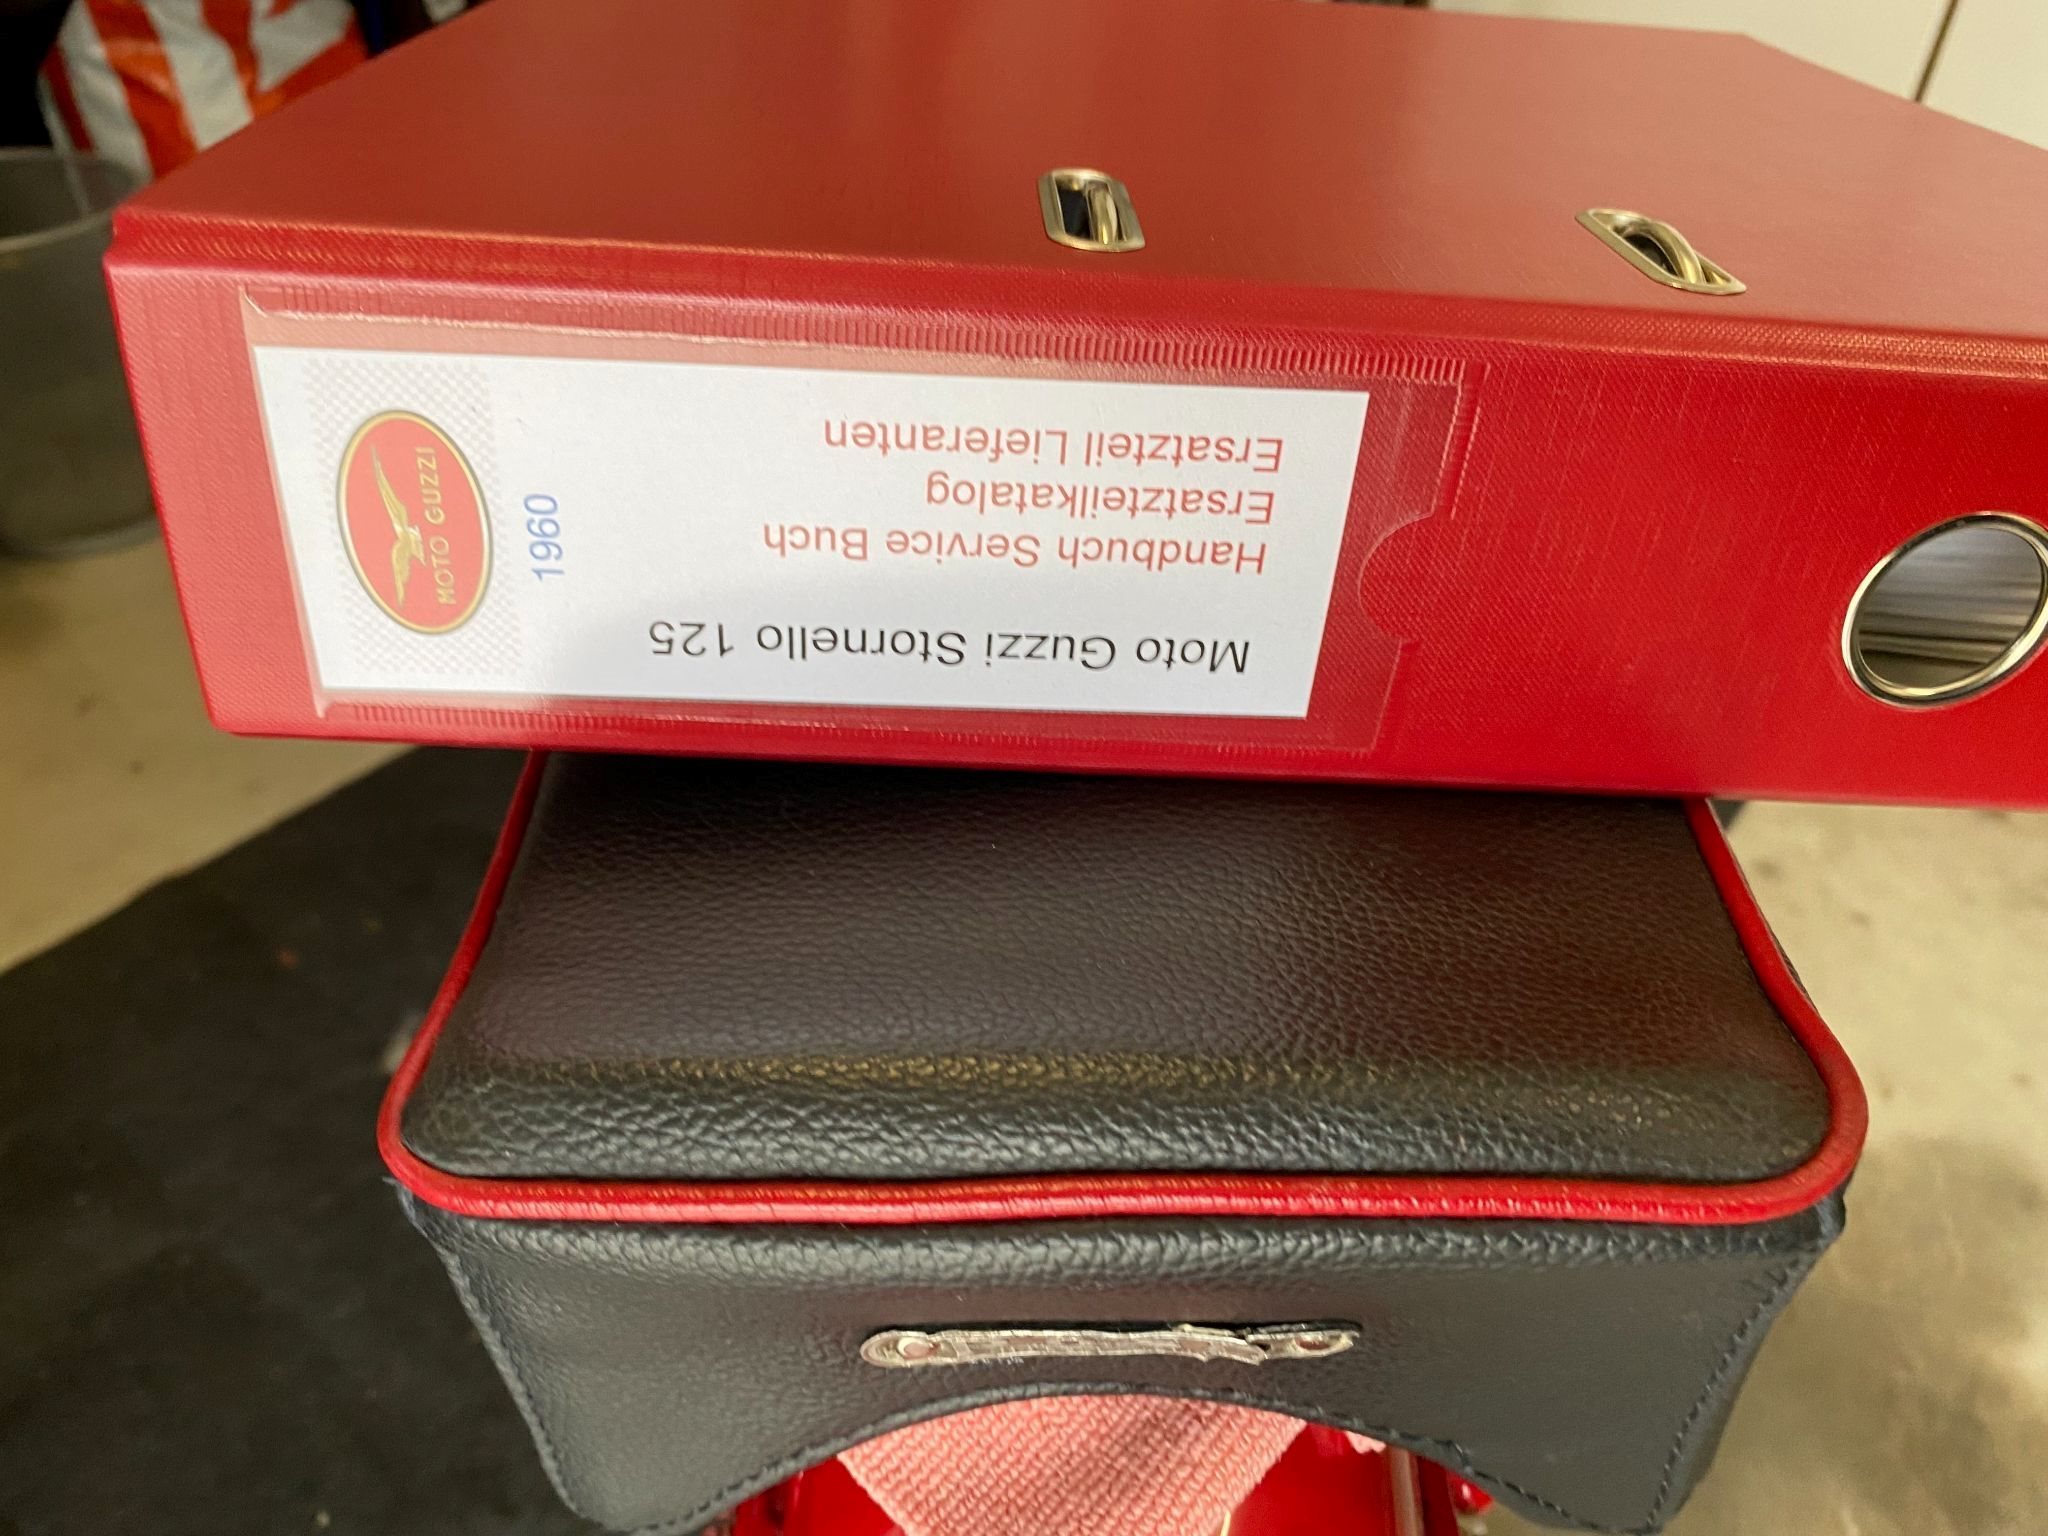 Moto Guzzi Stornello 125
Handbuch Service Buch
Ersatzteilkatalog
Ersatzteil Lieferanten
1960
MOTO GUZZI